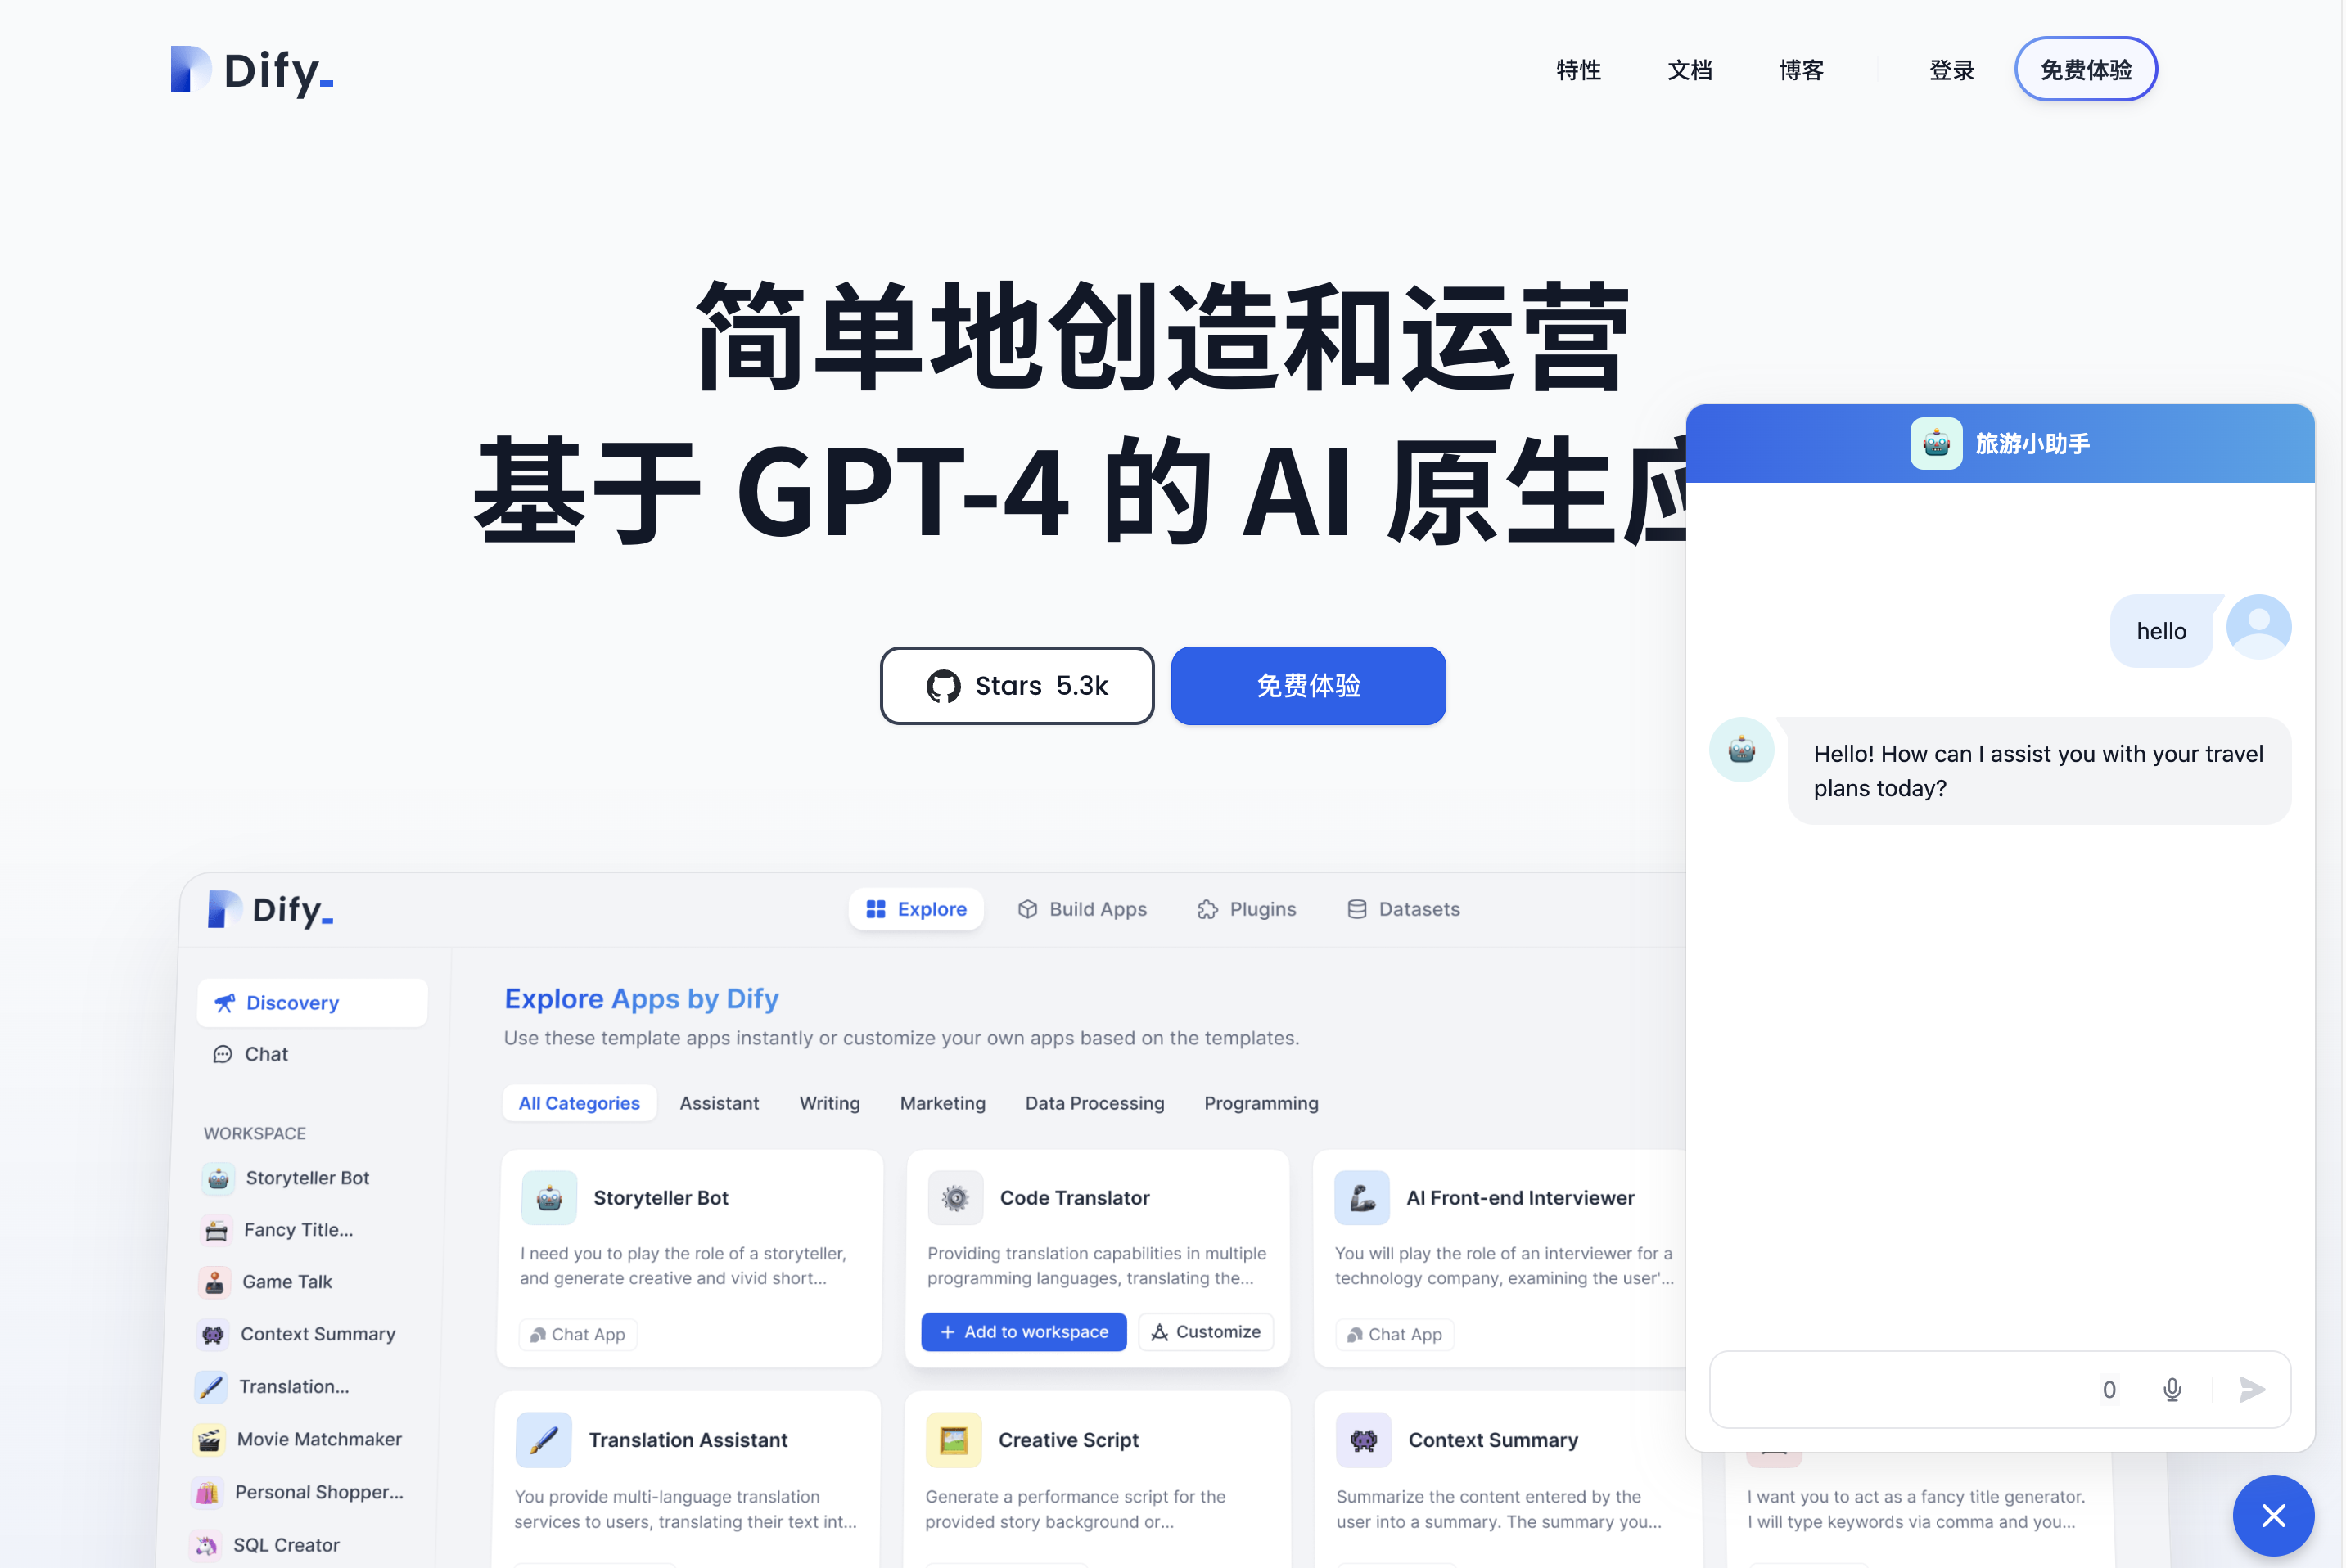 Dify_
特性 文档 博客 登录 免费体验
简单地创造和运营
基于 GPT-4 的 AI 原生
Stars 5.3k 免费体验
旅游小助手
hello
Hello! How can I assist you with your travel
plans today?
0
Dify_
Explore Build Apps Plugins Datasets
Discovery
Chat
WORKSPACE
Storyteller Bot
Fancy Title...
Game Talk
Context Summary
Translation...
Movie Matchmaker
Personal Shopper...
SQL Creator
Explore Apps by Dify
Use these template apps instantly or customize your own apps based on the templates.
All Categories Assistant Writing Marketing Data Processing Programming
Storyteller Bot
I need you to play the role of a storyteller,
and generate creative and vivid short...
Chat App
Code Translator
Providing translation capabilities in multiple
programming languages, translating the...
Add to workspace Customize
AI Front-end Interviewer
You will play the role of an interviewer for a
technology company, examining the user'...
Chat App
Translation Assistant
You provide multi-language translation
services to users, translating their text int...
Creative Script
Generate a performance script for the
provided story background or...
Context Summary
Summarize the content entered by the
user into a summary. The summary you...
I want you to act as a fancy title generator.
I will type keywords via comma and you...